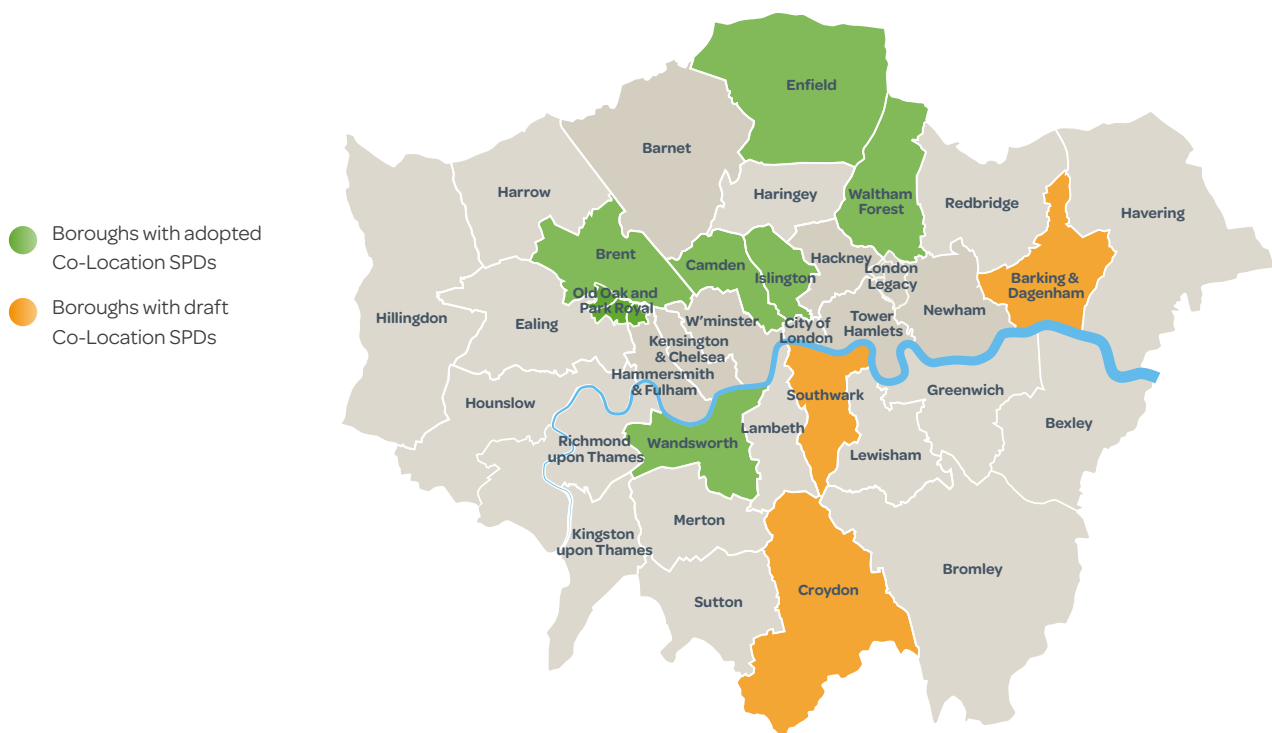 Boroughs with adopted
Co-Location SPDs
Boroughs with draft
Co-Location SPDs
Enfield
Barnet
Harrow
Haringey
Waltham
Forest
Redbridge
Havering
Brent
Camden
Islington
Hackney
London
Legacy
Barking &
Dagenham
Old Oak and
Park Royal
Hillingdon
Ealing
W'minster
City of
London
Tower
Hamlets
Newham
Kensington
& Chelsea
Hammersmith
& Fulham
Hounslow
Southwark
Greenwich
Bexley
Richmond
upon Thames
Wandsworth
Lambeth
Lewisham
Merton
Kingston
upon Thames
Bromley
Sutton
Croydon